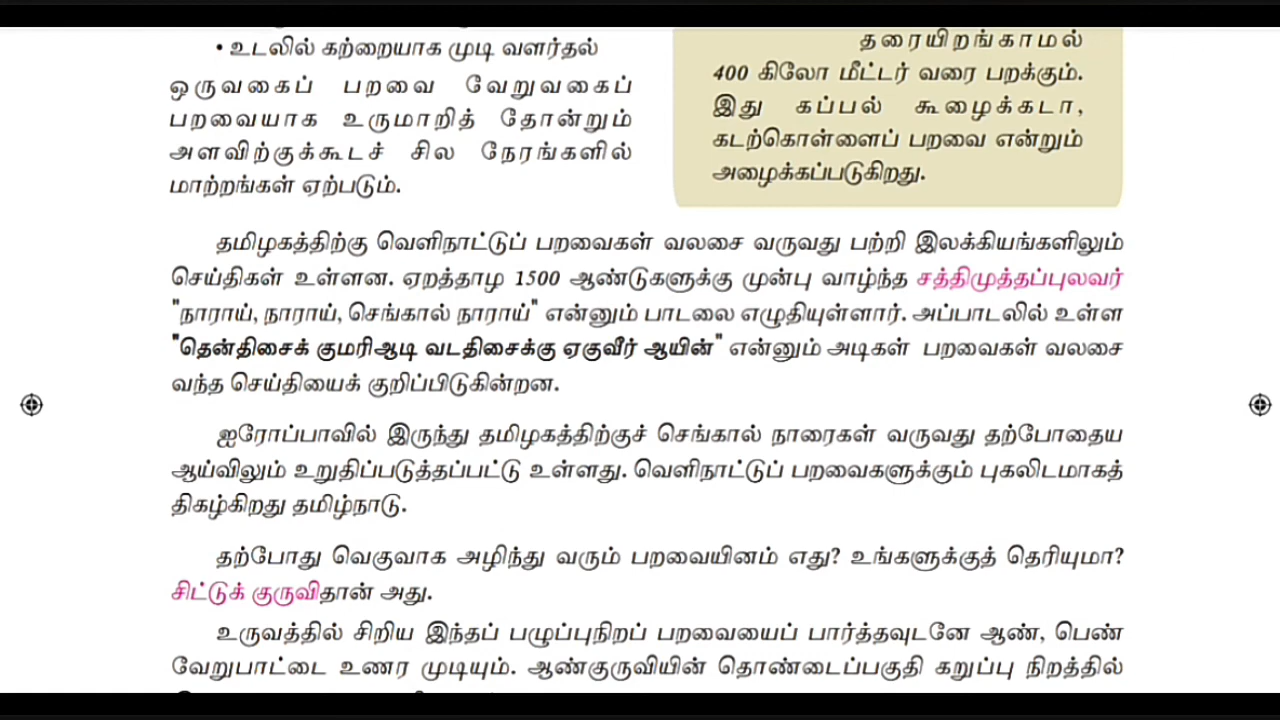 • உடலில் கற்றையாக முடி வளர்தல்
ஒருவகைப் பறவை வேறுவகைப்
பறவையாக உருமாறித் தோன்றும்
அளவிற்குக்கூடச் சில நேரங்களில்
மாற்றங்கள் ஏற்படும்.
தரையிறங்காமல்
400 கிலோ மீட்டர் வரை பறக்கும்.
இது கப்பல் கூழைக்கடா,
கடற்கொள்ளைப் பறவை என்றும்
அழைக்கப்படுகிறது.
தமிழகத்திற்கு வெளிநாட்டுப் பறவைகள் வலசை வருவது பற்றி இலக்கியங்களிலும்
செய்திகள் உள்ளன. ஏறத்தாழ 1500 ஆண்டுகளுக்கு முன்பு வாழ்ந்த சத்திமுத்தப்புலவர்
"நாராய், நாராய், செங்கால் நாராய்" என்னும் பாடலை எழுதியுள்ளார். அப்பாடலில் உள்ள
"தென்திசைக் குமரிஆடி வடதிசைக்கு ஏகுவீர் ஆயின்" என்னும் அடிகள் பறவைகள் வலசை
வந்த செய்தியைக் குறிப்பிடுகின்றன.
ஐரோப்பாவில் இருந்து தமிழகத்திற்குச் செங்கால் நாரைகள் வருவது தற்போதைய
ஆய்விலும் உறுதிப்படுத்தப்பட்டு உள்ளது. வெளிநாட்டுப் பறவைகளுக்கும் புகலிடமாகத்
திகழ்கிறது தமிழ்நாடு.
தற்போது வெகுவாக அழிந்து வரும் பறவையினம் எது? உங்களுக்குத் தெரியுமா?
சிட்டுக் குருவிதான் அது.
உருவத்தில் சிறிய இந்தப் பழுப்புநிறப் பறவையைப் பார்த்தவுடனே ஆண், பெண்
வேறுபாட்டை உணர முடியும். ஆண்குருவியின் தொண்டைப்பகுதி கறுப்பு நிறத்தில்